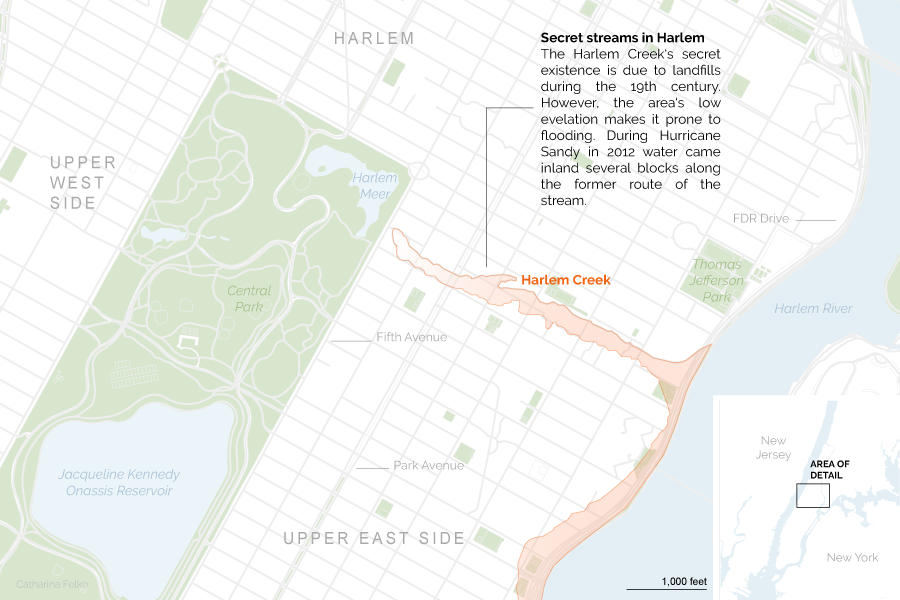 HARLEM
Secret streams in Harlem
The Harlem Creek's secret
existence is due to landfills
during the 19th century.
However, the area's low
evelation makes it prone to
flooding. During Hurricane
Sandy in 2012 water came
inland several blocks along
the former route of the
stream.
UPPER
WEST
SIDE
Harlem
Meer
FDR Drive
Thomas
Jefferson
Park
Harlem Creek
Central
Park
Harlem River
Fifth Avenue
Park Avenue
Jacqueline Kennedy
Onassis Reservoir
UPPER EAST SIDE
New
Jersey
AREA OF
DETAIL
New York
1,000 feet
Catharina Felke